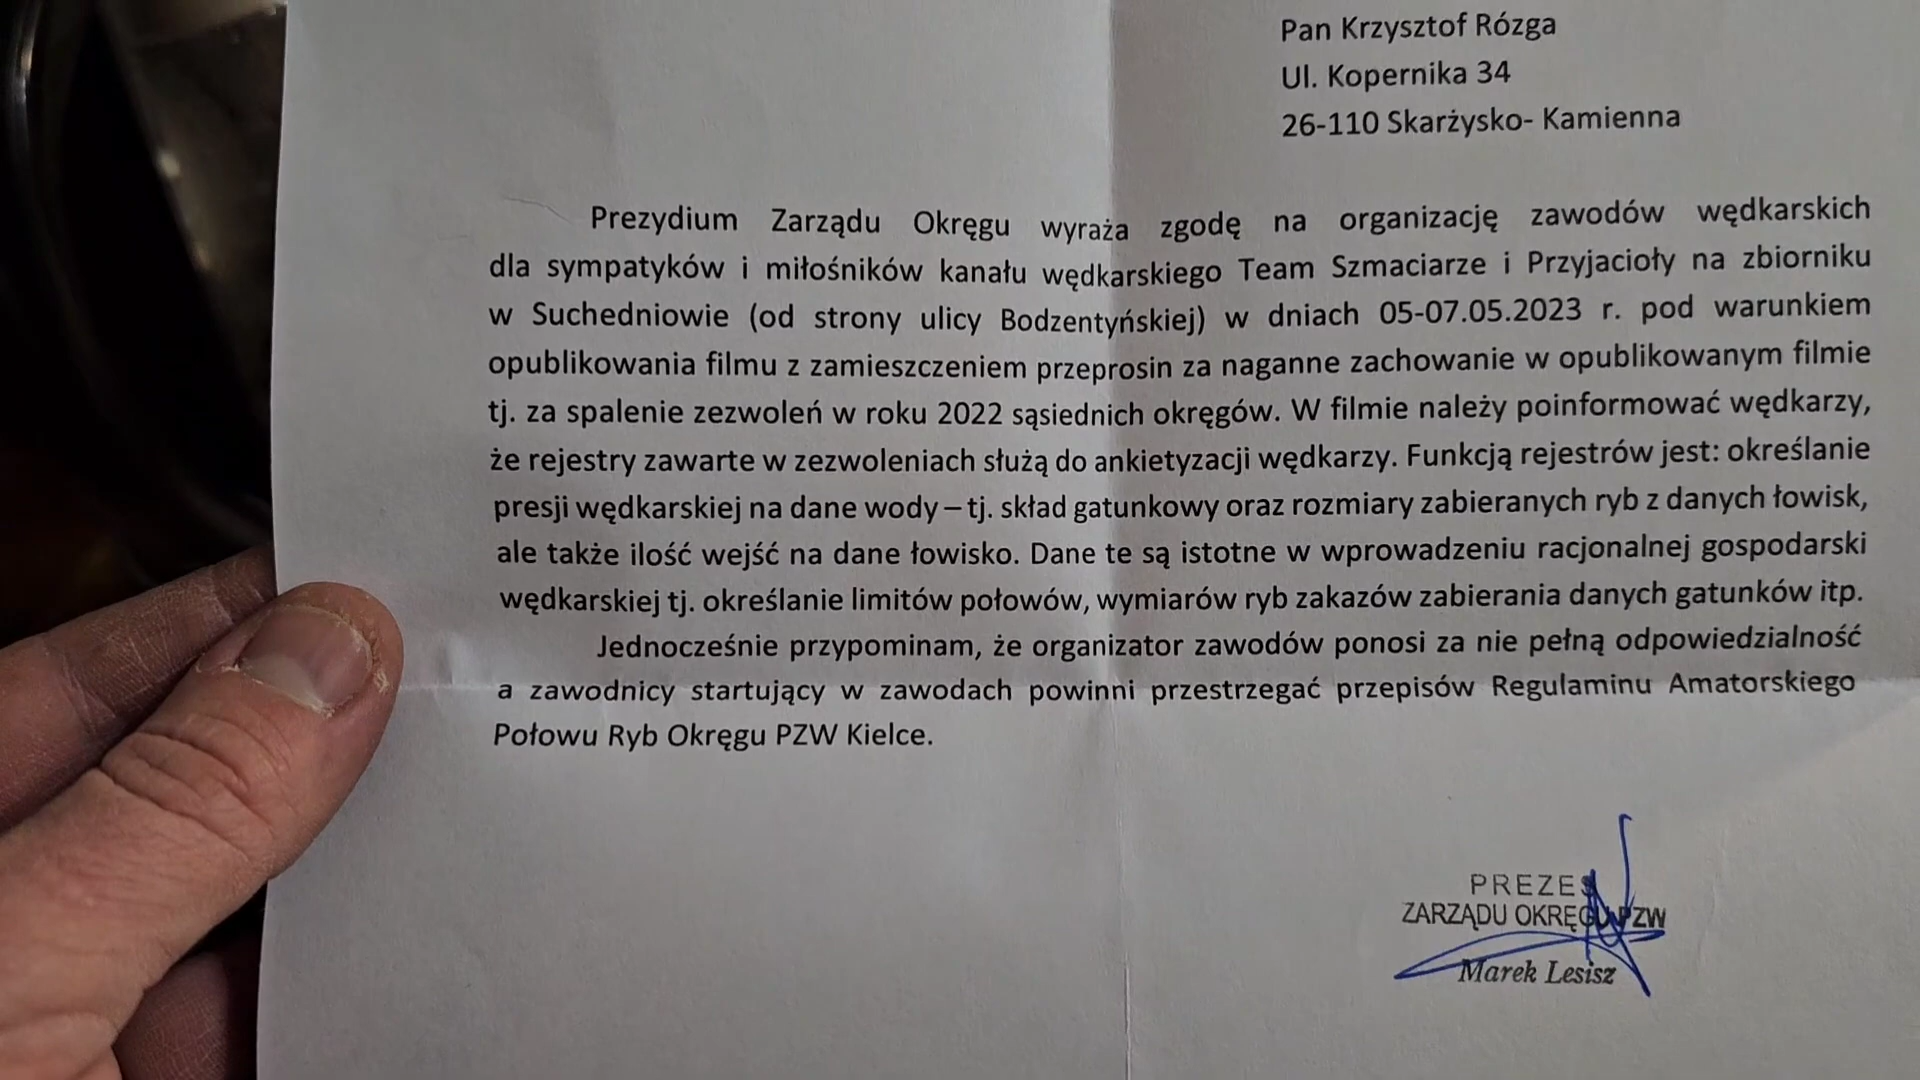 Pan Krzysztof Rózga
Ul. Kopernika 34
26-110 Skarżysko- Kamienna
Prezydium Zarządu Okręgu wyraża zgodę na organizację zawodów wędkarskich
dla sympatyków i miłośników kanału wędkarskiego Team Szmaciarze i Przyjacioły na zbiorniku
w Suchedniowie (od strony ulicy Bodzentyńskiej) w dniach 05-07.05.2023 r. pod warunkiem
opublikowania filmu z zamieszczeniem przeprosin za naganne zachowanie w opublikowanym filmie
tj. za spalenie zezwoleń w roku 2022 sąsiednich okręgów. W filmie należy poinformować wędkarzy,
że rejestry zawarte w zezwoleniach służą do ankietyzacji wędkarzy. Funkcją rejestrów jest: określanie
presji wędkarskiej na dane wody – tj. skład gatunkowy oraz rozmiary zabieranych ryb z danych łowisk,
ale także ilość wejść na dane łowisko. Dane te są istotne w wprowadzeniu racjonalnej gospodarski
wędkarskiej tj. określanie limitów połowów, wymiarów ryb zakazów zabierania danych gatunków itp.
Jednocześnie przypominam, że organizator zawodów ponosi za nie pełną odpowiedzialność
a zawodnicy startujący w zawodach powinni przestrzegać przepisów Regulaminu Amatorskiego
Połowu Ryb Okręgu PZW Kielce.
PREZES
ZARZĄDU OKRĘGU PZW
Marek Lesisz